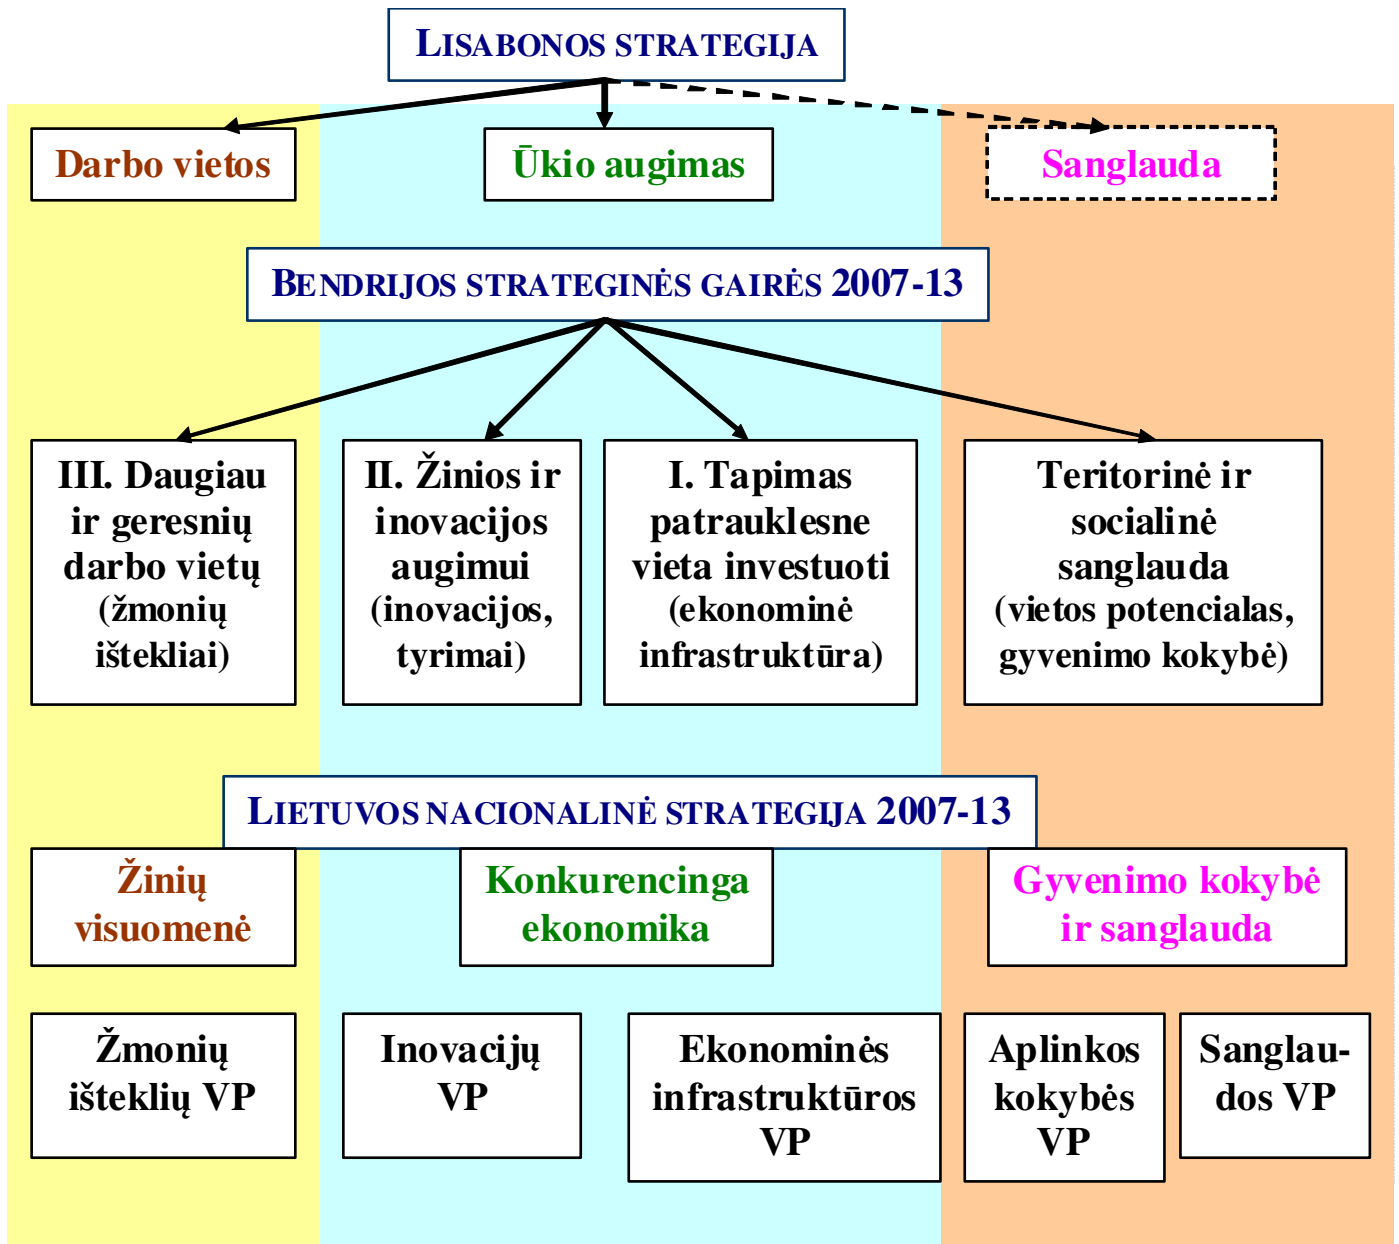 LISABONOS STRATEGIJA
Darbo vietos
Ūkio augimas
Sanglauda
BENDRIJOS STRATEGINĖS GAIRĖS 2007-13
III. Daugiau
ir geresnių
darbo vietų
(žmonių
ištekliai)
II. Žinios ir
inovacijos
augimui
(inovacijos,
tyrimai)
I. Tapimas
patrauklesne
vieta investuoti
(ekonominė
infrastruktūra)
Teritorinė ir
socialinė
sanglauda
(vietos potencialas,
gyvenimo kokybė)
LIETUVOS NACIONALINĖ STRATEGIJA 2007-13
Žinių
visuomenė
Konkurencinga
ekonomika
Gyvenimo kokybė
ir sanglauda
Žmonių
išteklių VP
Inovacijų
VP
Ekonominės
infrastruktūros
VP
Aplinkos
kokybės
VP
Sanglau-
dos VP